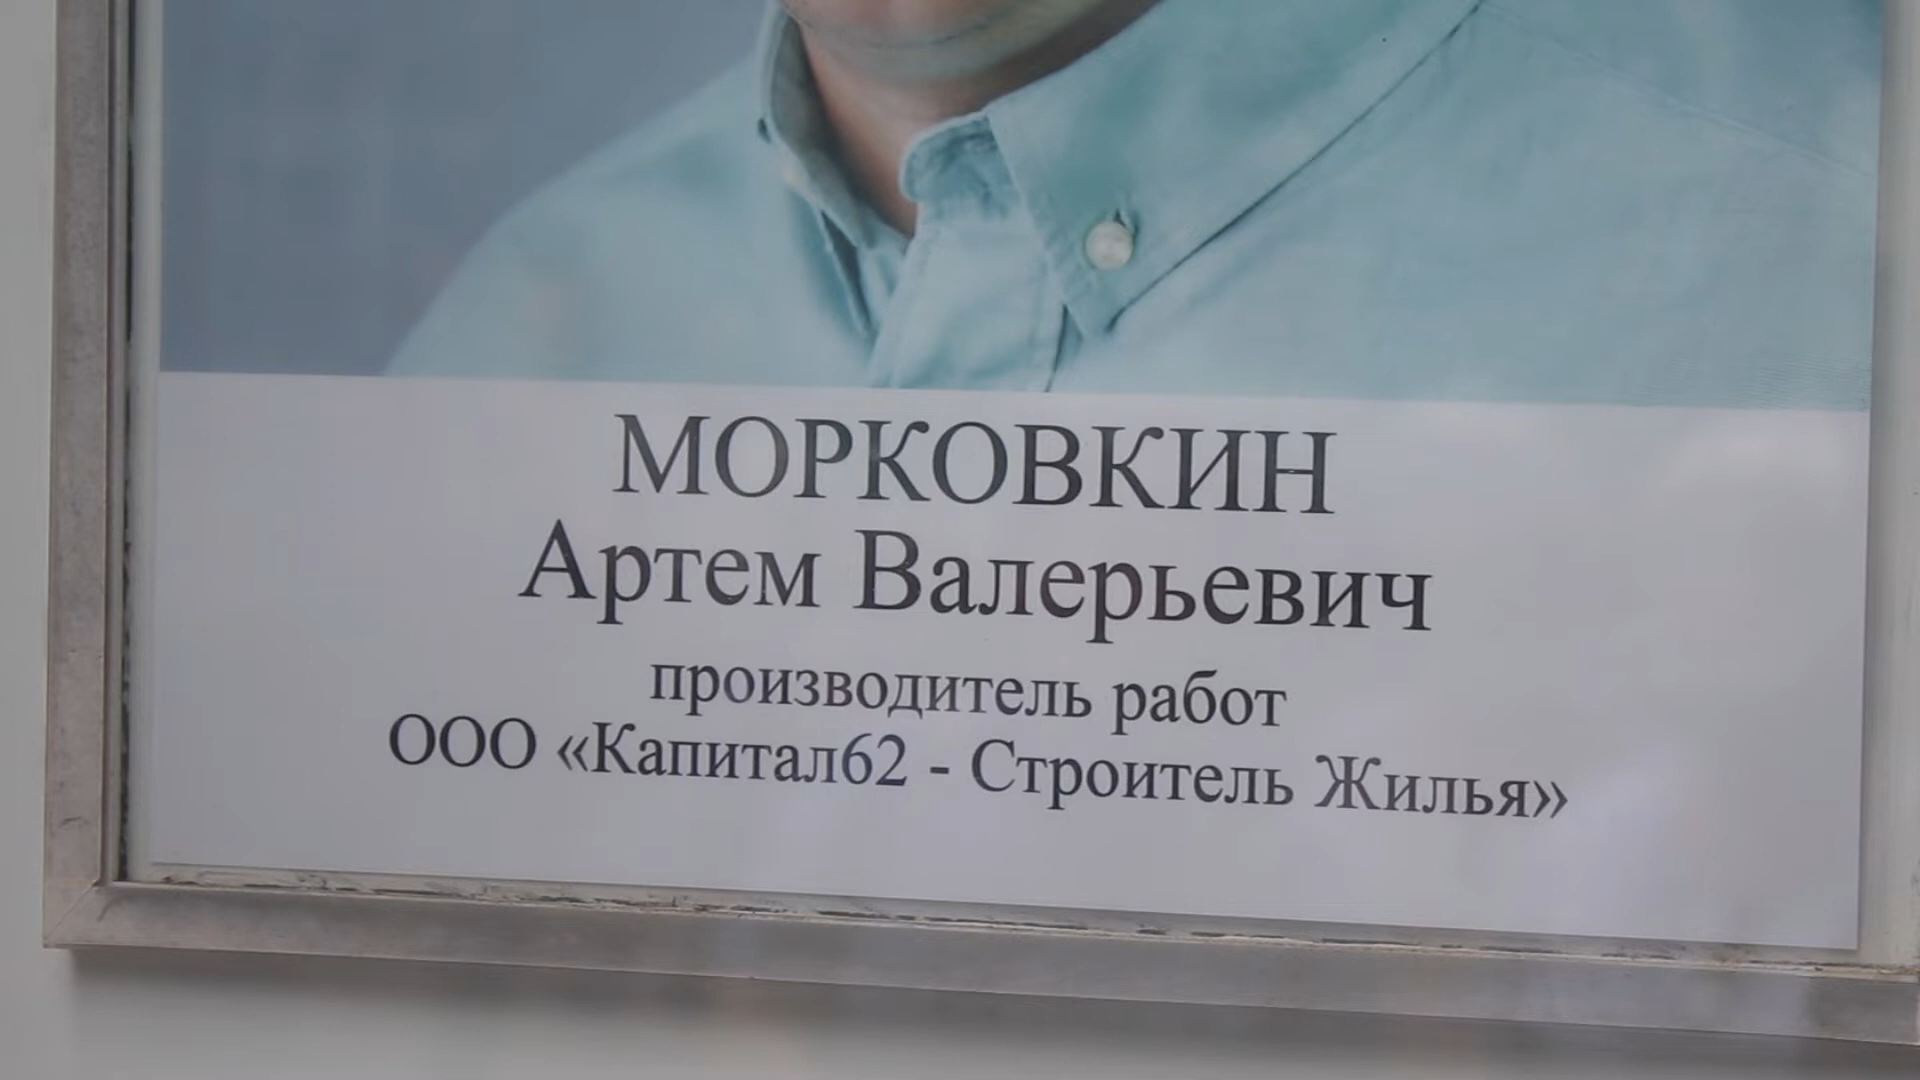 МОРКОВКИН
Артем Валерьевич
производитель работ
ООО «Капитал62 - Строитель Жилья»